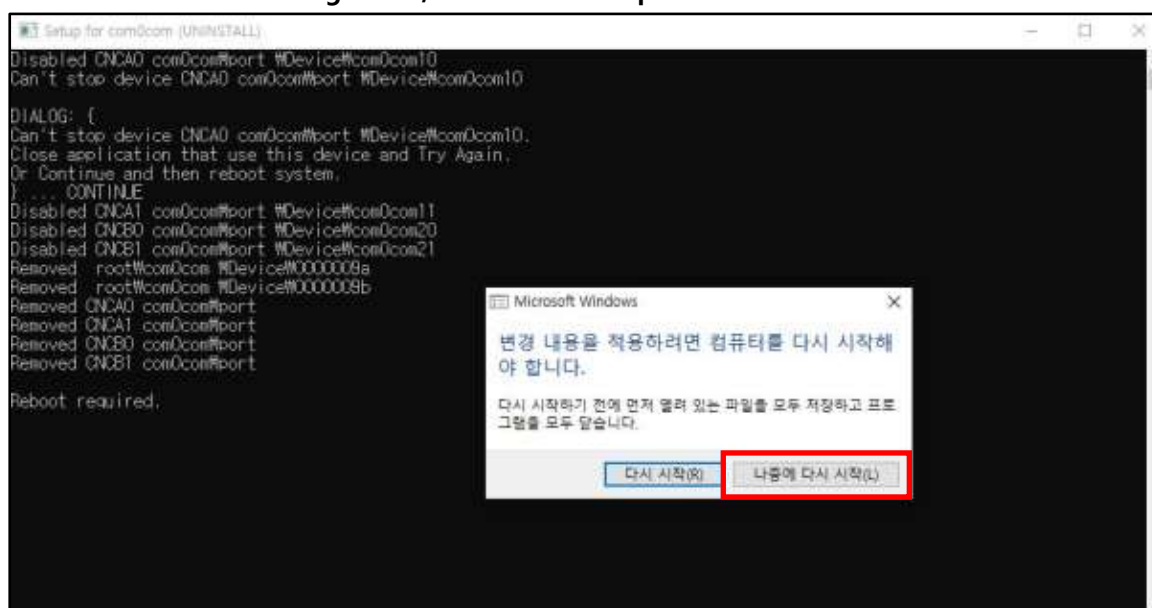 Setup for com0com (UNINSTALL)
Disabled CNCA0 com0com₩port ₩Device₩com0com10
Can't stop device CNCA0 com0com₩port ₩Device₩com0com10
DIALOG: {
Can't stop device CNCA0 com0com₩port ₩Device₩com0com10.
Close application that use this device and Try Again.
Or Continue and then reboot system.
} ... CONTINUE
Disabled CNCA1 com0com₩port ₩Device₩com0com11
Disabled CNCB0 com0com₩port ₩Device₩com0com20
Disabled CNCB1 com0com₩port ₩Device₩com0com21
Removed root₩com0com ₩Device₩0000009a
Removed root₩com0com ₩Device₩0000009b
Removed CNCA0 com0com₩port
Removed CNCA1 com0com₩port
Removed CNCB0 com0com₩port
Removed CNCB1 com0com₩port
Reboot required.
Microsoft Windows
변경 내용을 적용하려면 컴퓨터를 다시 시작해
야 합니다.
다시 시작하기 전에 먼저 열려 있는 파일을 모두 저장하고 프로
그램을 모두 닫습니다.
다시 시작(R)
나중에 다시 시작(L)